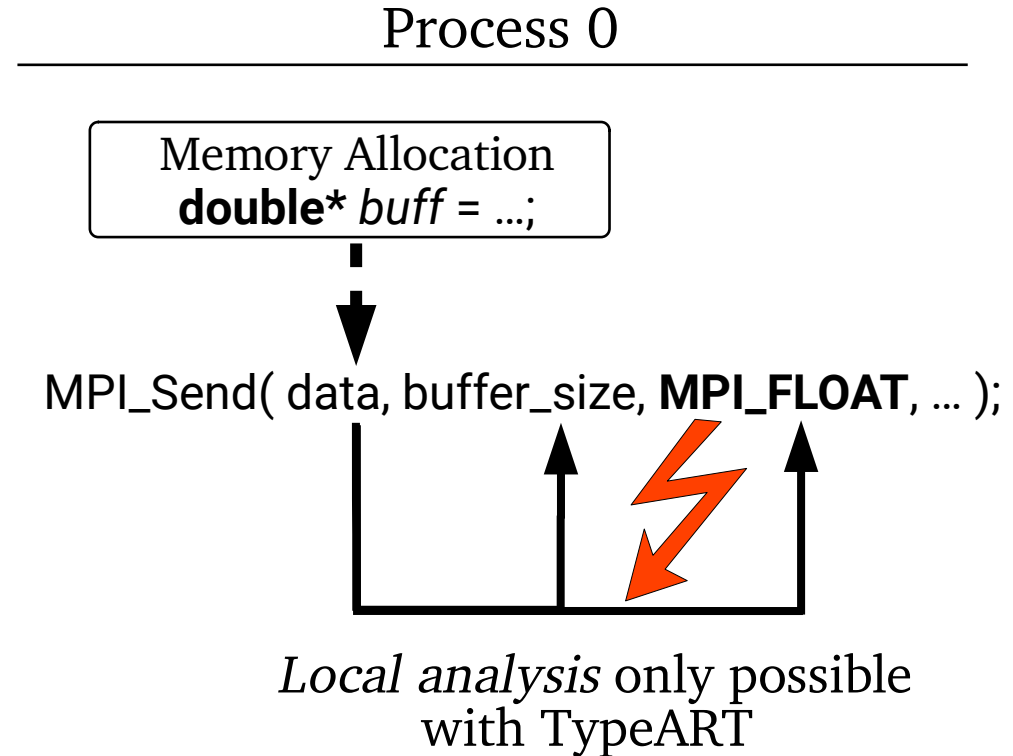 Process 0
Memory Allocation
double* buff = ...;
MPI_Send( data, buffer_size, MPI_FLOAT, ... );
Local analysis only possible
with TypeART